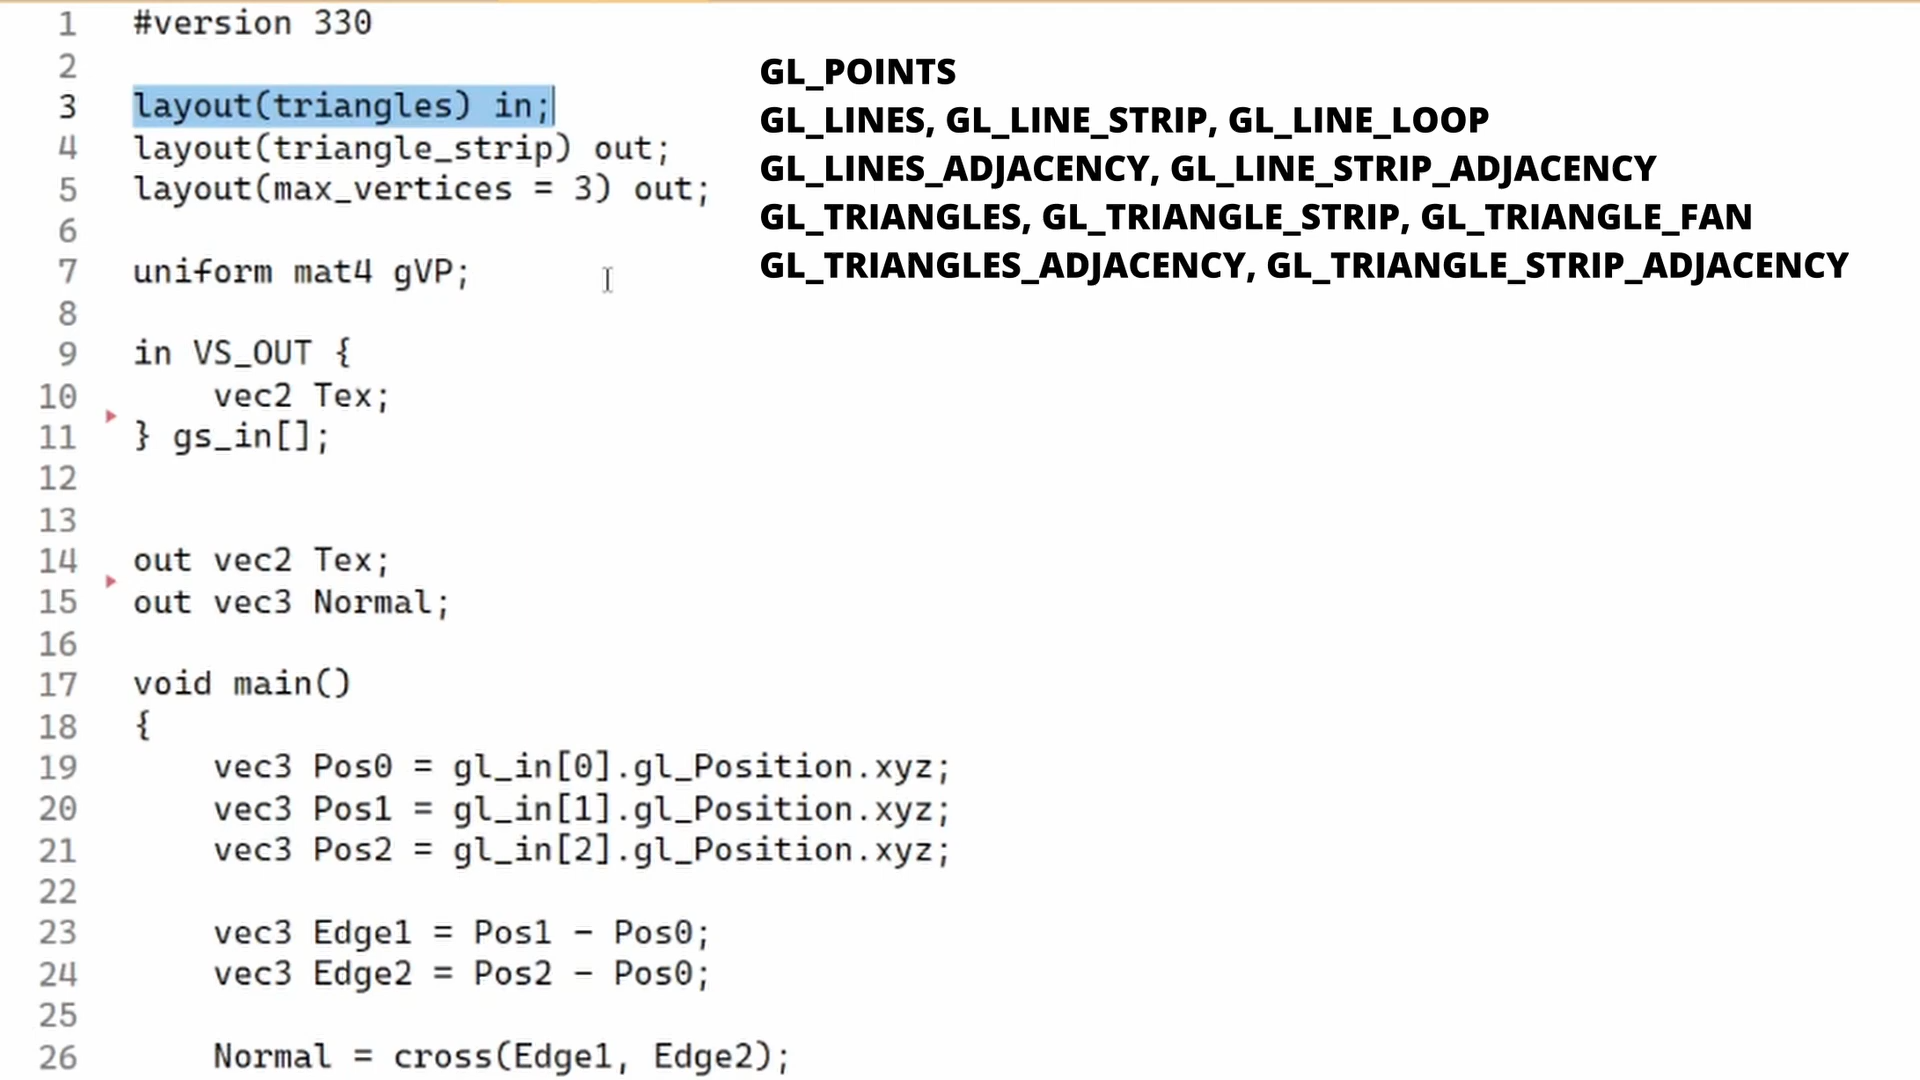 1 #version 330
2
3 layout(triangles) in;
4 layout(triangle_strip) out;
5 layout(max_vertices = 3) out;
6
7 uniform mat4 gVP;
8
9 in VS_OUT {
10     vec2 Tex;
11 } gs_in[];
12
13
14 out vec2 Tex;
15 out vec3 Normal;
16
17 void main()
18 {
19     vec3 Pos0 = gl_in[0].gl_Position.xyz;
20     vec3 Pos1 = gl_in[1].gl_Position.xyz;
21     vec3 Pos2 = gl_in[2].gl_Position.xyz;
22
23     vec3 Edge1 = Pos1 - Pos0;
24     vec3 Edge2 = Pos2 - Pos0;
25
26     Normal = cross(Edge1, Edge2);
GL_POINTS
GL_LINES, GL_LINE_STRIP, GL_LINE_LOOP
GL_LINES_ADJACENCY, GL_LINE_STRIP_ADJACENCY
GL_TRIANGLES, GL_TRIANGLE_STRIP, GL_TRIANGLE_FAN
GL_TRIANGLES_ADJACENCY, GL_TRIANGLE_STRIP_ADJACENCY